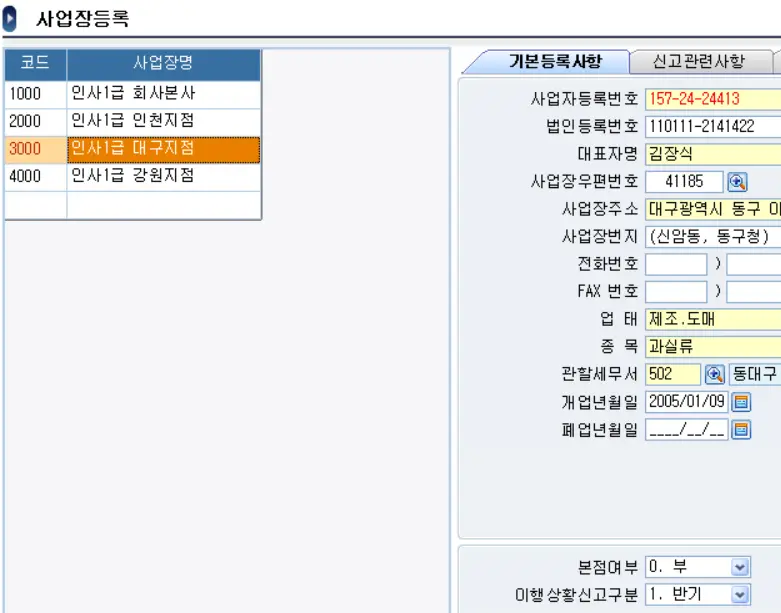 사업장등록
코드 사업장명
1000 인사1급 회사본사
2000 인사1급 인천지점
3000 인사1급 대구지점
4000 인사1급 강원지점
기본등록사항 신고관련사항
사업자등록번호 157-24-24413
법인등록번호 110111-2141422
대표자명 김장식
사업장우편번호 41185
사업장주소 대구광역시 동구
사업장번지 (신암동, 동구청)
전화번호 )
FAX 번호 )
업 태 제조.도매
종 목 과실류
관할세무서 502 동대구
개업년월일 2005/01/09
폐업년월일 ____/__/__
본점여부 0. 부
이행상황신고구분 1. 반기